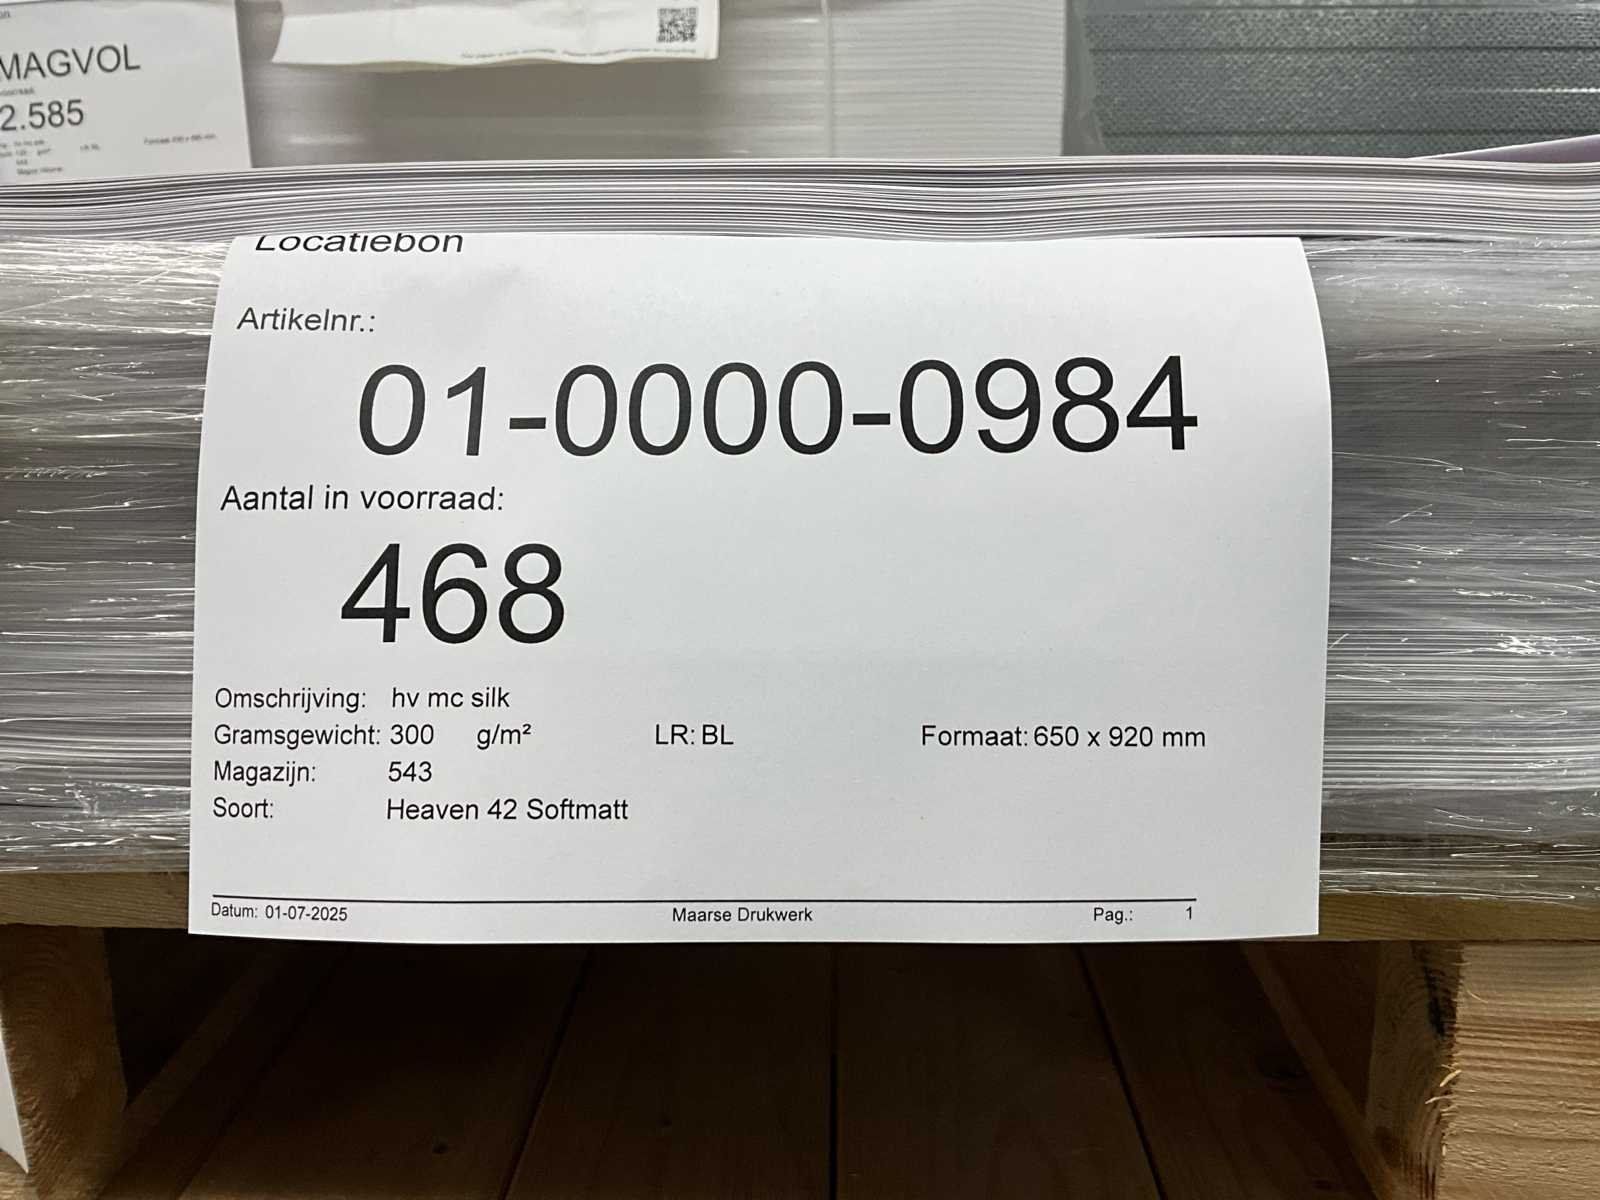 MAGVOL
2.585
Locatiebon
Artikelnr.:
01-0000-0984
Aantal in voorraad:
468
Omschrijving: hv mc silk
Gramsgewicht: 300 g/m² LR: BL Formaat: 650 x 920 mm
Magazijn: 543
Soort: Heaven 42 Softmatt
Datum: 01-07-2025 Maarse Drukwerk Pag.: 1